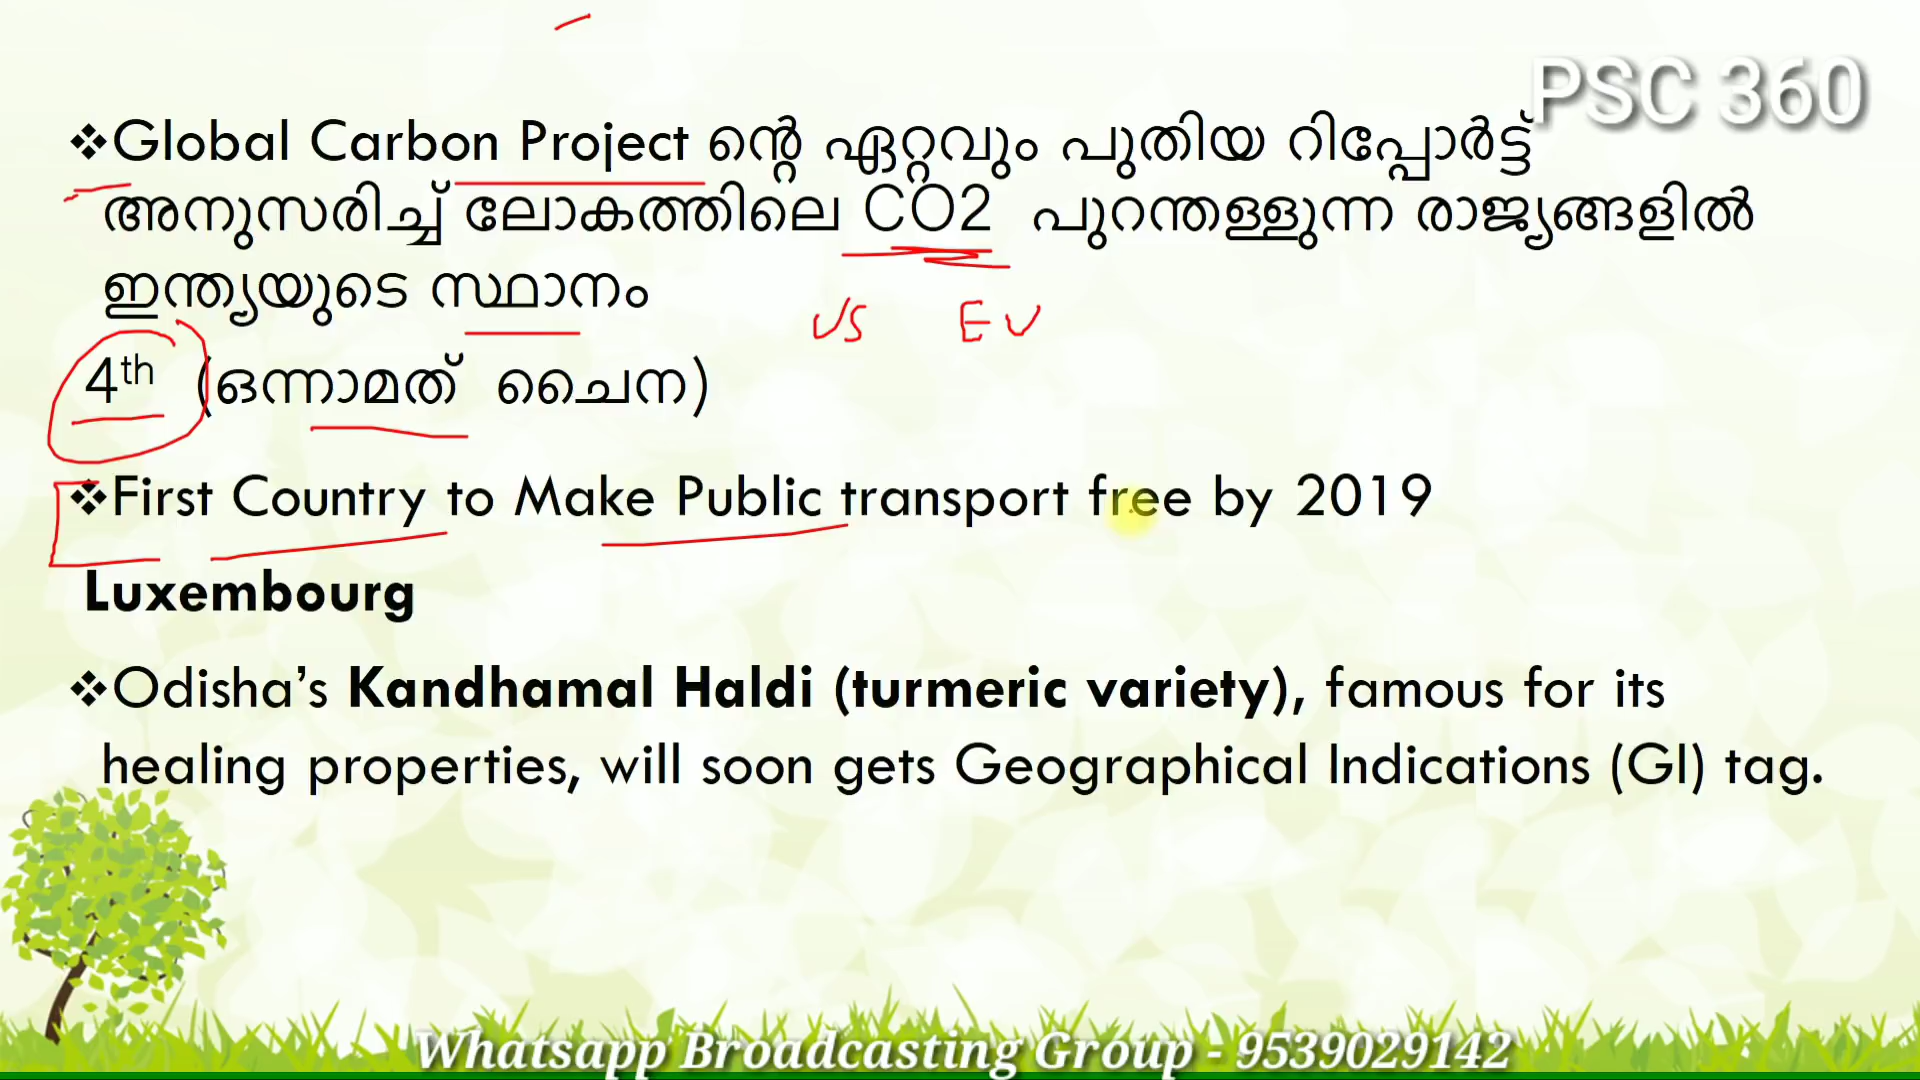 PSC 360
❖Global Carbon Project ന്റെ ഏറ്റവും പുതിയ റിപ്പോർട്ട്
അനുസരിച്ച് ലോകത്തിലെ CO2 പുറന്തള്ളുന്ന രാജ്യങ്ങളിൽ
ഇന്ത്യയുടെ സ്ഥാനം
US EU
4th (ഒന്നാമത് ചൈന)
❖First Country to Make Public transport free by 2019
Luxembourg
❖Odisha’s Kandhamal Haldi (turmeric variety), famous for its
healing properties, will soon gets Geographical Indications (GI) tag.
Whatsapp Broadcasting Group - 9539029142